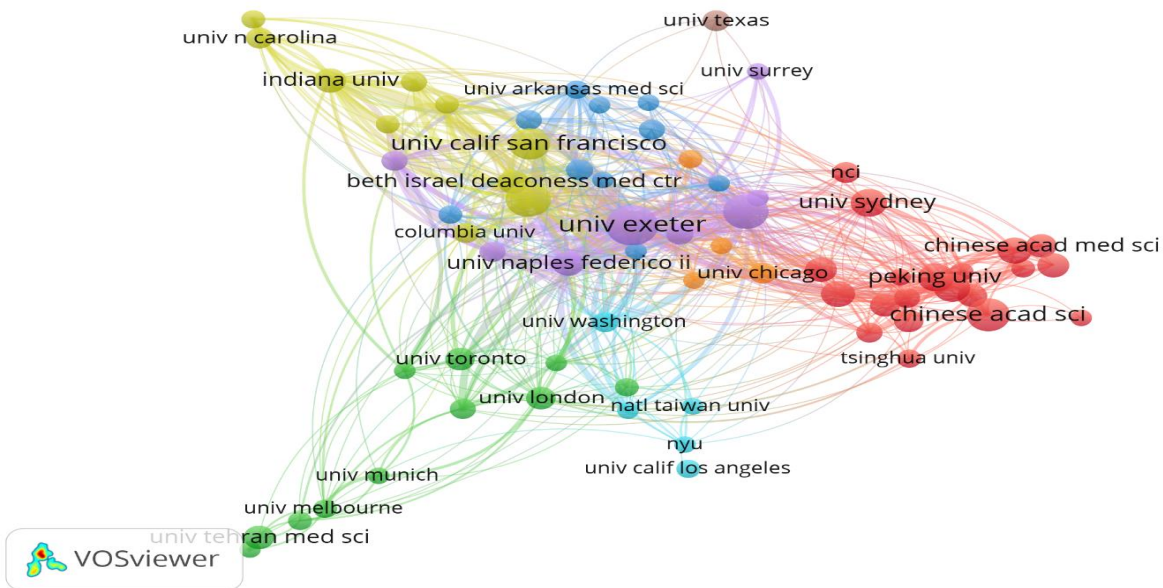 univ texas
univ n carolina
univ surrey
indiana univ
univ arkansas med sci
univ calif san francisco
nci
beth israel deaconess med ctr
univ sydney
univ exeter
columbia univ
chinese acad med sci
univ naples federico ii
univ chicago
peking univ
chinese acad sci
univ washington
univ toronto
tsinghua univ
univ london
natl taiwan univ
nyu
univ calif los angeles
univ munich
univ melbourne
univ tehran med sci
VOSviewer